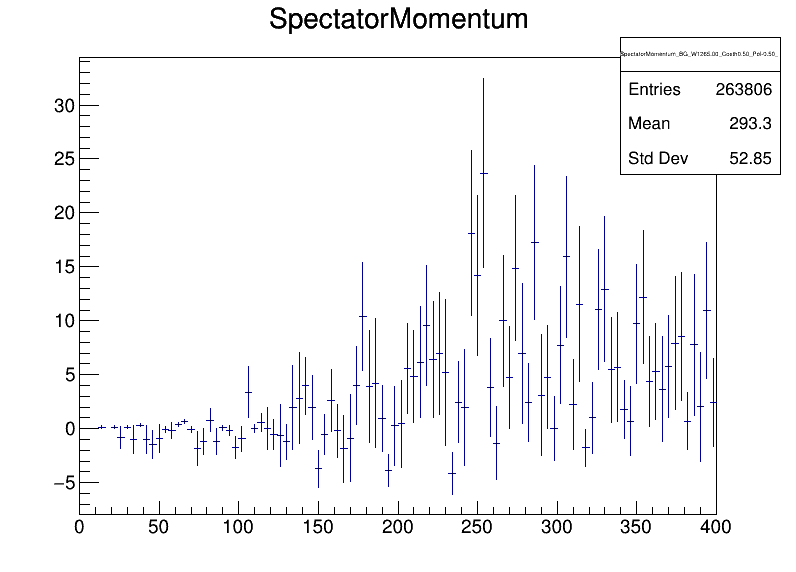 SpectatorMomentum
SpectatorMomentum_BG_W1265.00_Costh0.50_Pol-0.50_
Entries 263806
Mean 293.3
Std Dev 52.85
30
25
20
15
10
5
0
−5
0 50 100 150 200 250 300 350 400